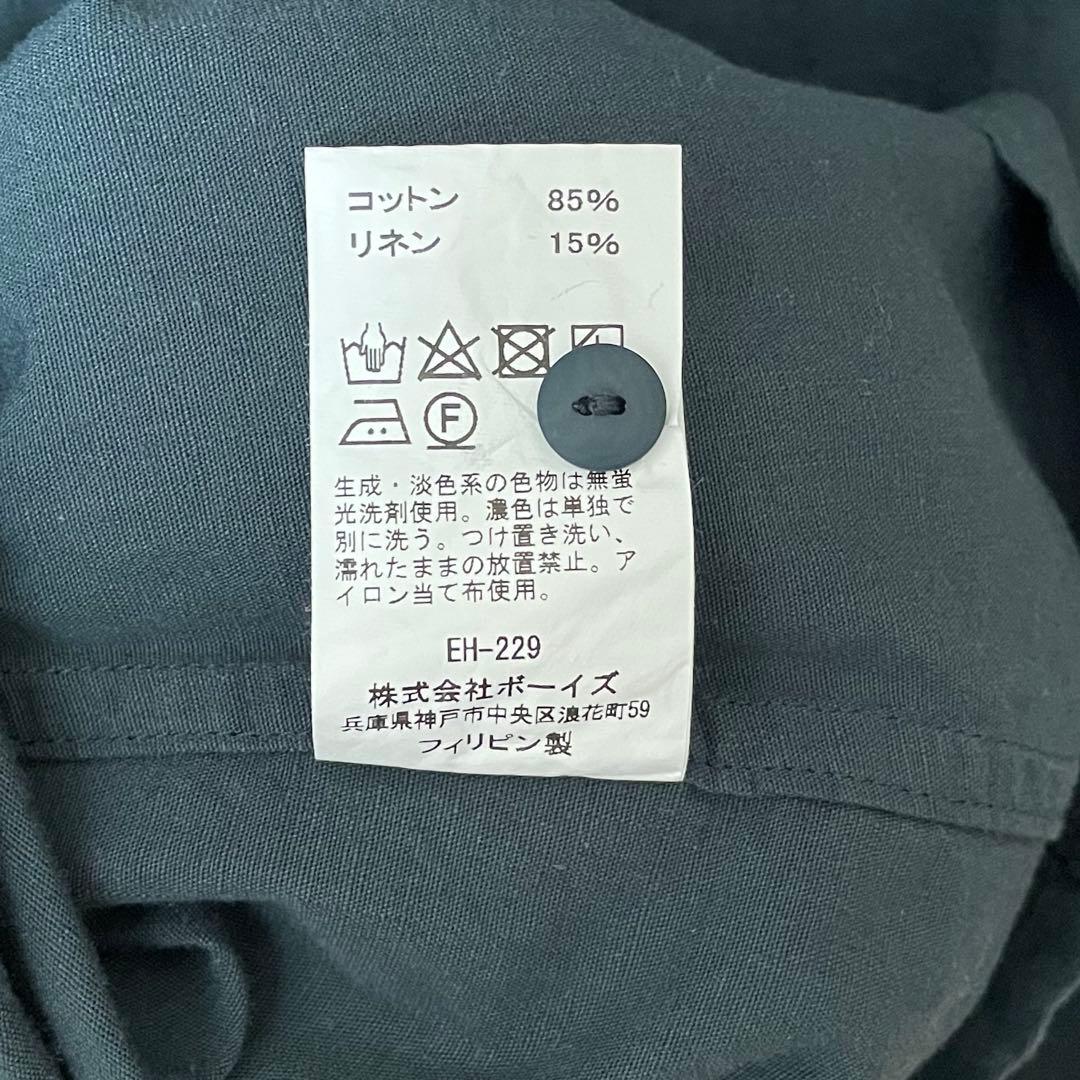 コットン 85%
リネン 15%
F
生成・淡色系の色物は無蛍
光洗剤使用。濃色は単独で
別に洗う。つけ置き洗い、
濡れたままの放置禁止。ア
イロン当て布使用。
EH-229
株式会社ボーイズ
兵庫県神戸市中央区浪花町59
フィリピン製